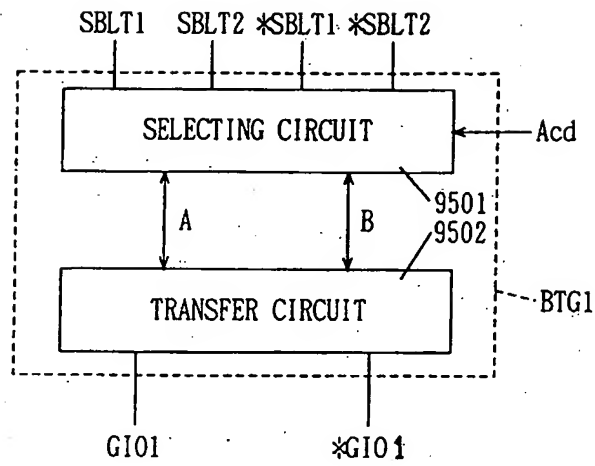 SBLT1 SBLT2 *SBLT1 *SBLT2
SELECTING CIRCUIT
Acd
A B
9501
9502
TRANSFER CIRCUIT
BTG1
GIO1 *GIO1